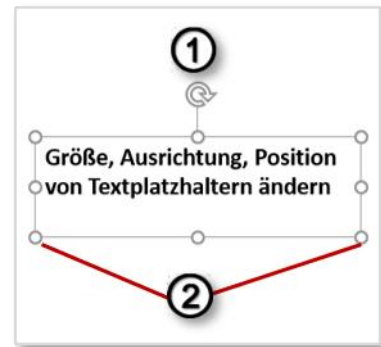 1
Größe, Ausrichtung, Position
von Textplatzhaltern ändern
2